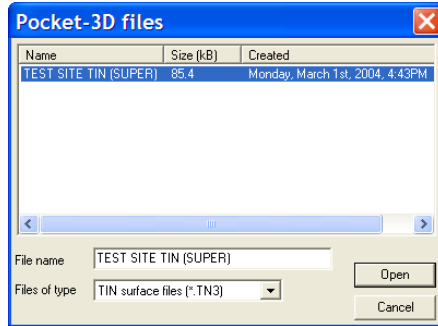 Pocket-3D files
Name Size (kB) Created
TEST SITE TIN (SUPER) 85.4 Monday, March 1st, 2004, 4:43PM
File name TEST SITE TIN (SUPER)
Open
Files of type TIN surface files (*.TN3)
Cancel